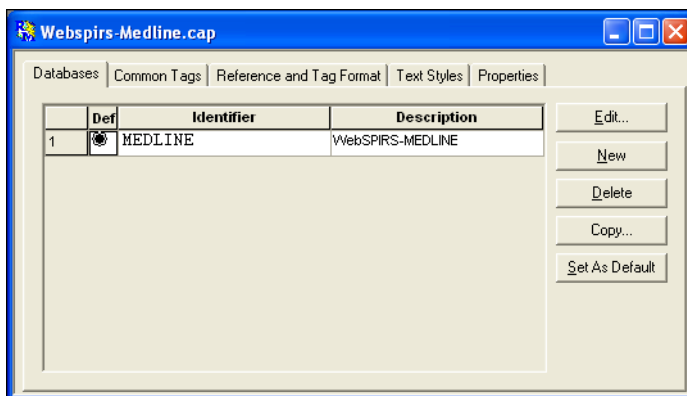 Webspirs-Medline.cap
Databases Common Tags Reference and Tag Format Text Styles Properties
Def Identifier Description Edit...
1 MEDLINE WebSPIRS-MEDLINE
New
Delete
Copy...
Set As Default